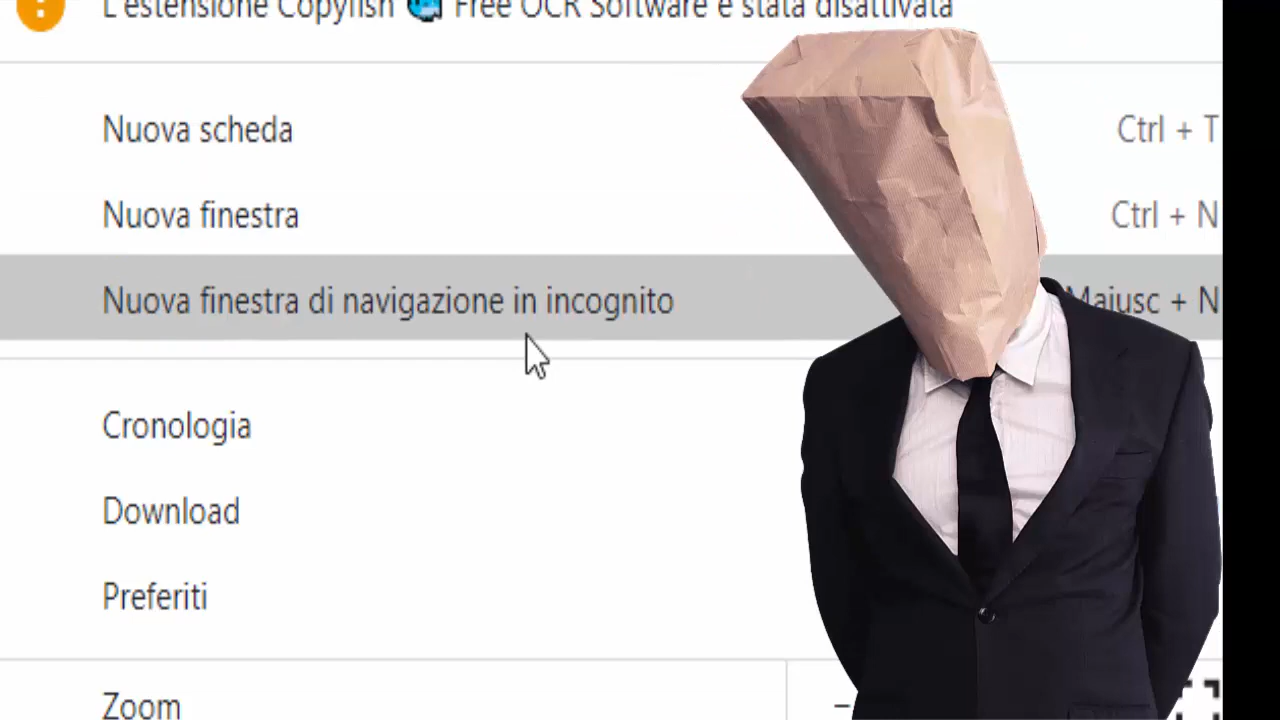 L'estensione Copyfish Free OCR Software è stata disattivata
Nuova scheda Ctrl + T
Nuova finestra Ctrl + N
Nuova finestra di navigazione in incognito Maiusc + N
Cronologia
Download
Preferiti
Zoom −